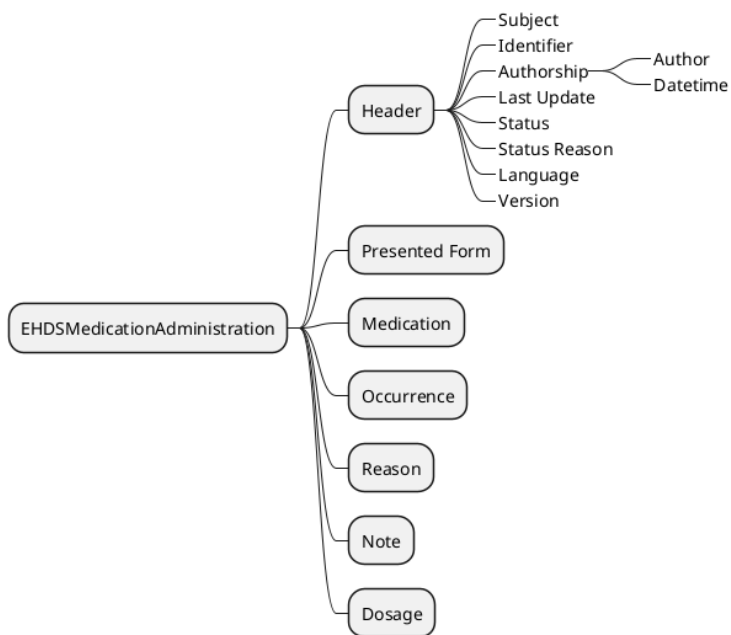 EHDSMedicationAdministration
Header
Subject
Identifier
Authorship
Author
Datetime
Last Update
Status
Status Reason
Language
Version
Presented Form
Medication
Occurrence
Reason
Note
Dosage